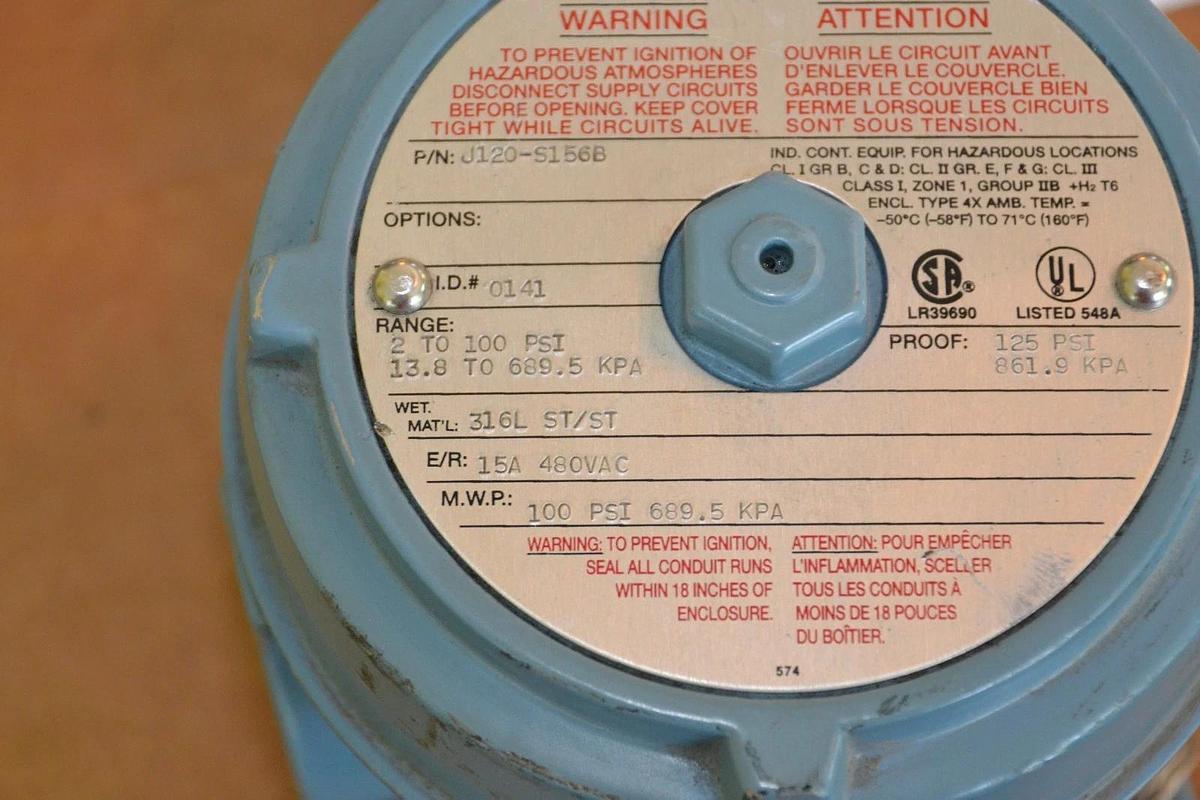 WARNING
TO PREVENT IGNITION OF
HAZARDOUS ATMOSPHERES
DISCONNECT SUPPLY CIRCUITS
BEFORE OPENING. KEEP COVER
TIGHT WHILE CIRCUITS ALIVE.
ATTENTION
OUVRIR LE CIRCUIT AVANT
D'ENLEVER LE COUVERCLE.
GARDER LE COUVERCLE BIEN
FERME LORSQUE LES CIRCUITS
SONT SOUS TENSION.
P/N: J120-S156B
IND. CONT. EQUIP. FOR HAZARDOUS LOCATIONS
CL. I GR B, C & D: CL. II GR. E, F & G: CL. III
CLASS I, ZONE 1, GROUP IIB +H₂ T6
ENCL. TYPE 4X AMB. TEMP. =
–50°C (–58°F) TO 71°C (160°F)
OPTIONS:
I.D.# 0141
SA®
LR39690
UL®
LISTED 548A
RANGE:
2 TO 100 PSI
13.8 TO 689.5 KPA
PROOF: 125 PSI
861.9 KPA
WET.
MAT'L: 316L ST/ST
E/R: 15A 480VAC
M.W.P.: 100 PSI 689.5 KPA
WARNING: TO PREVENT IGNITION,
SEAL ALL CONDUIT RUNS
WITHIN 18 INCHES OF
ENCLOSURE.
ATTENTION: POUR EMPÊCHER
L'INFLAMMATION, SCELLER
TOUS LES CONDUITS À
MOINS DE 18 POUCES
DU BOÎTIER.
574